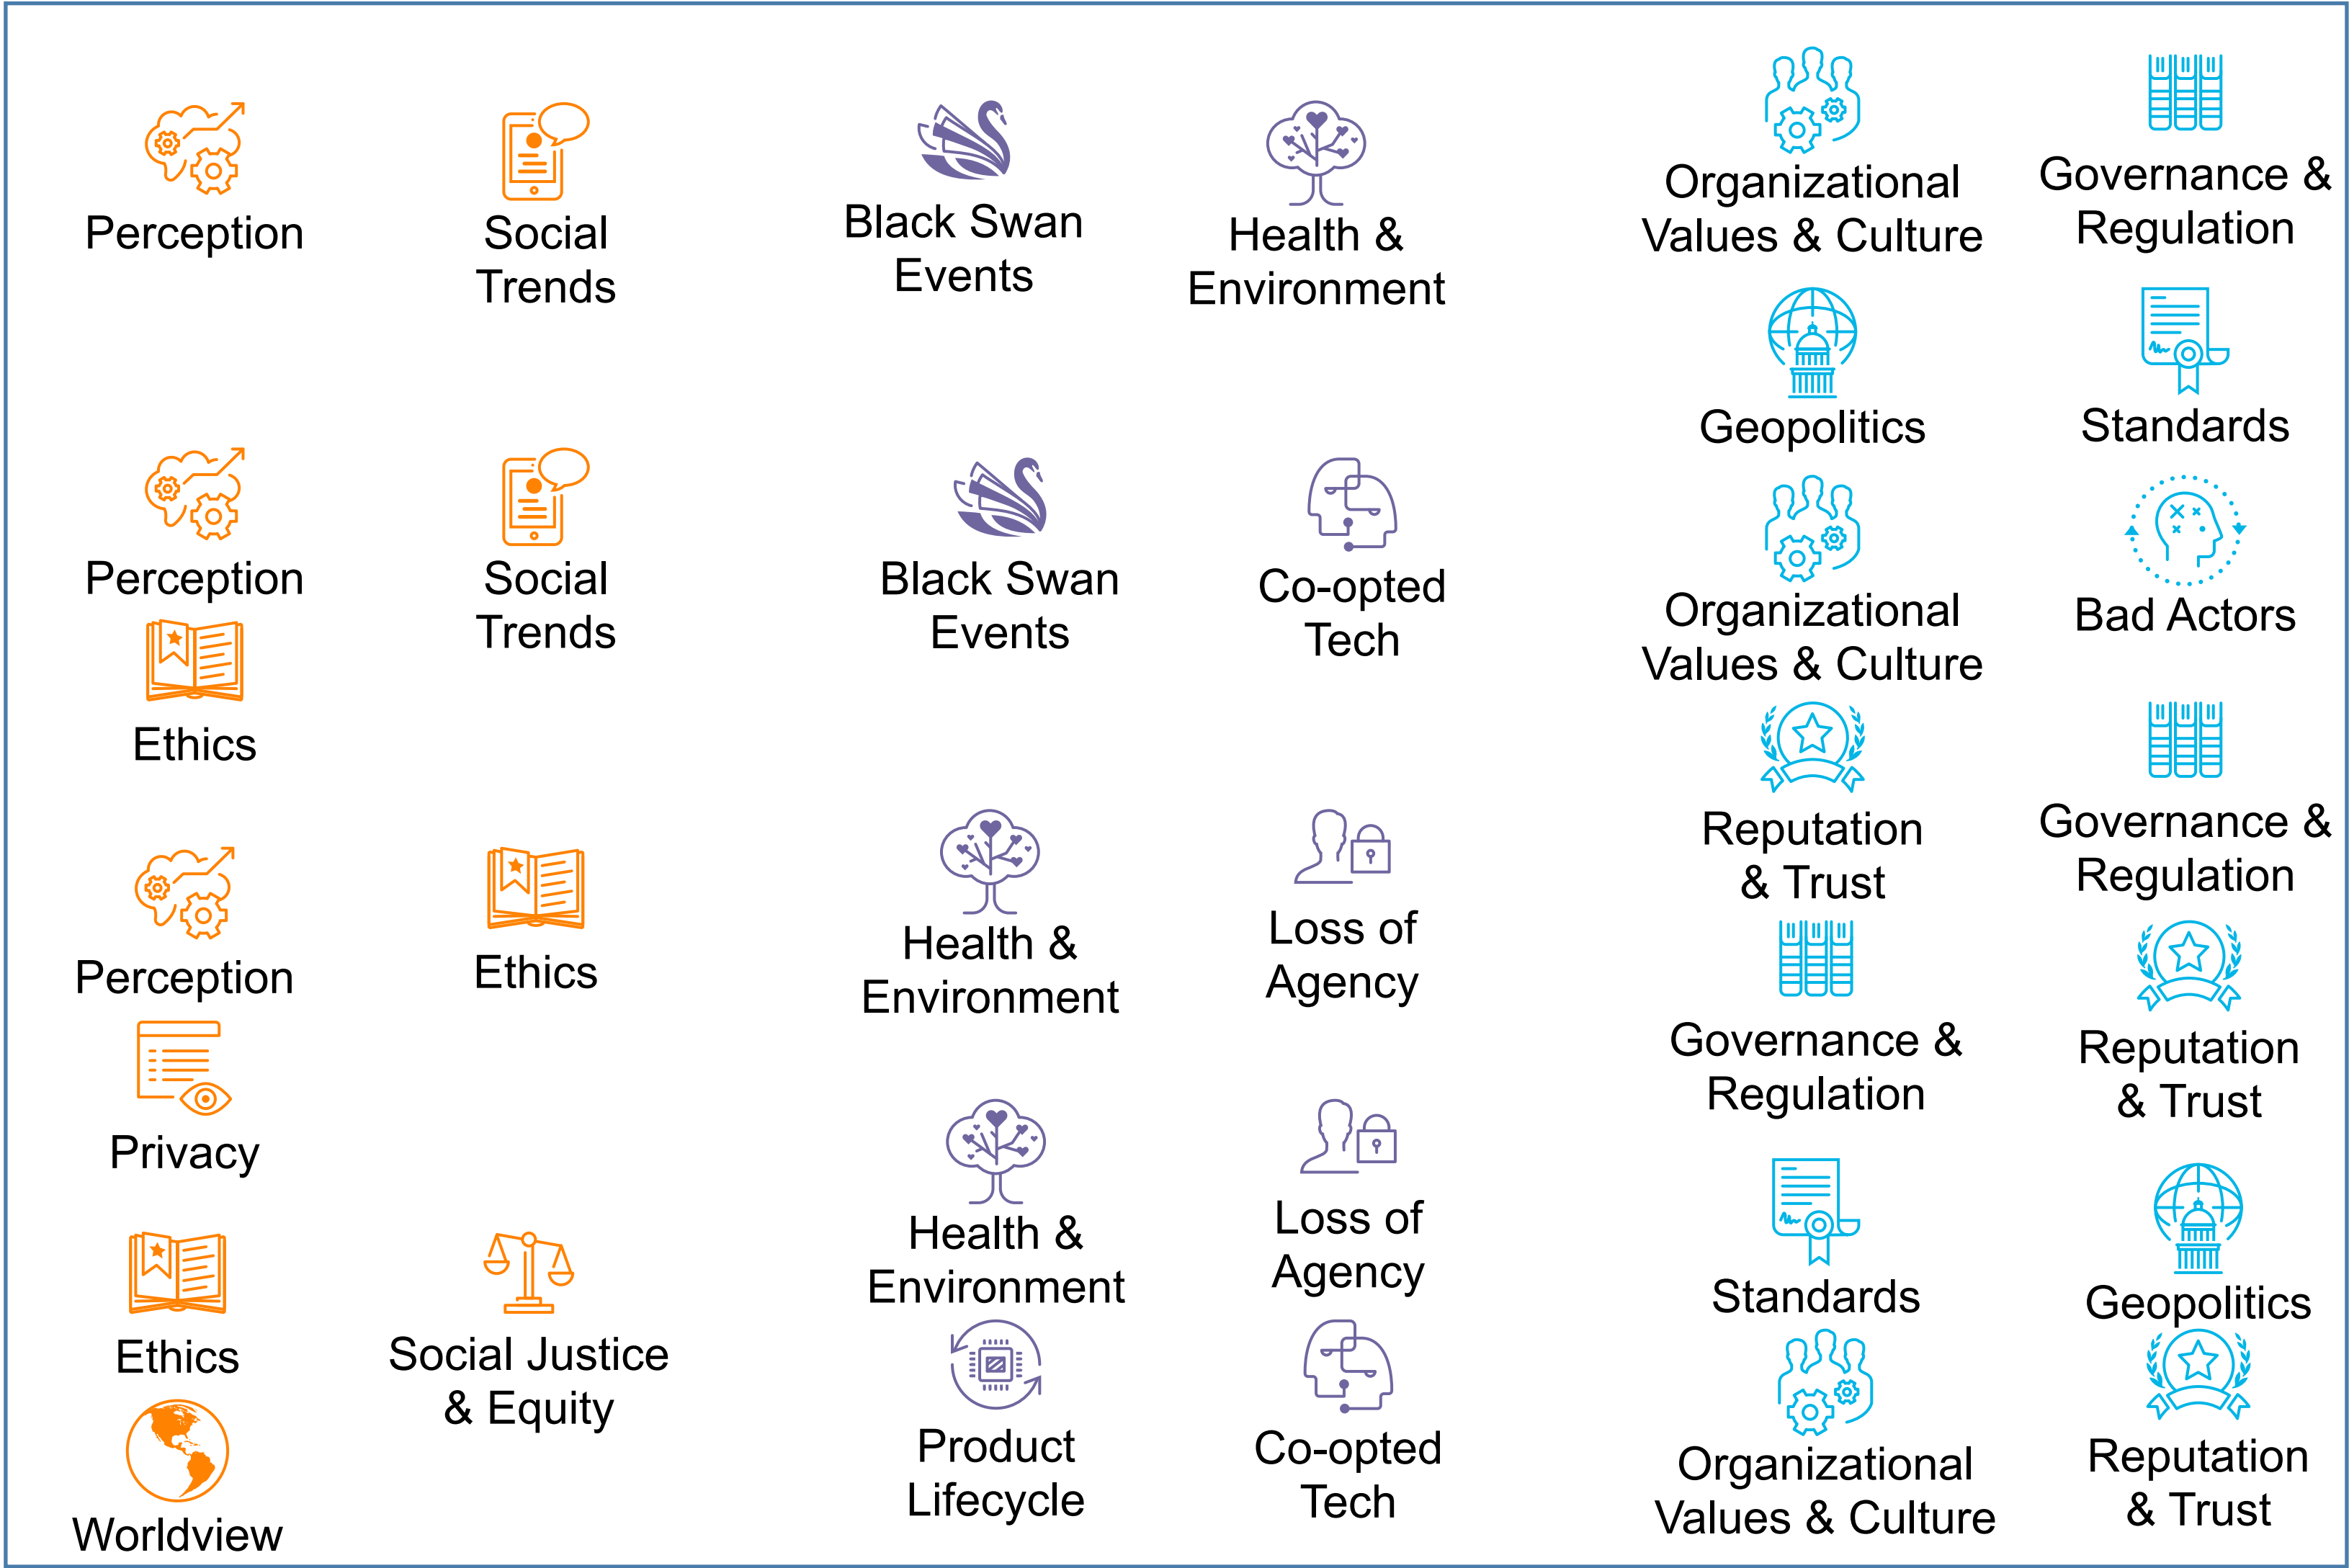 Perception
Social
Trends
Black Swan
Events
Health &
Environment
Organizational
Values & Culture
Governance &
Regulation
Geopolitics
Standards
Perception
Social
Trends
Black Swan
Events
Co-opted
Tech
Organizational
Values & Culture
Bad Actors
Ethics
Reputation
& Trust
Governance &
Regulation
Perception
Ethics
Health &
Environment
Loss of
Agency
Governance &
Regulation
Reputation
& Trust
Privacy
Health &
Environment
Loss of
Agency
Standards
Geopolitics
Ethics
Social Justice
& Equity
Product
Lifecycle
Co-opted
Tech
Organizational
Values & Culture
Reputation
& Trust
Worldview